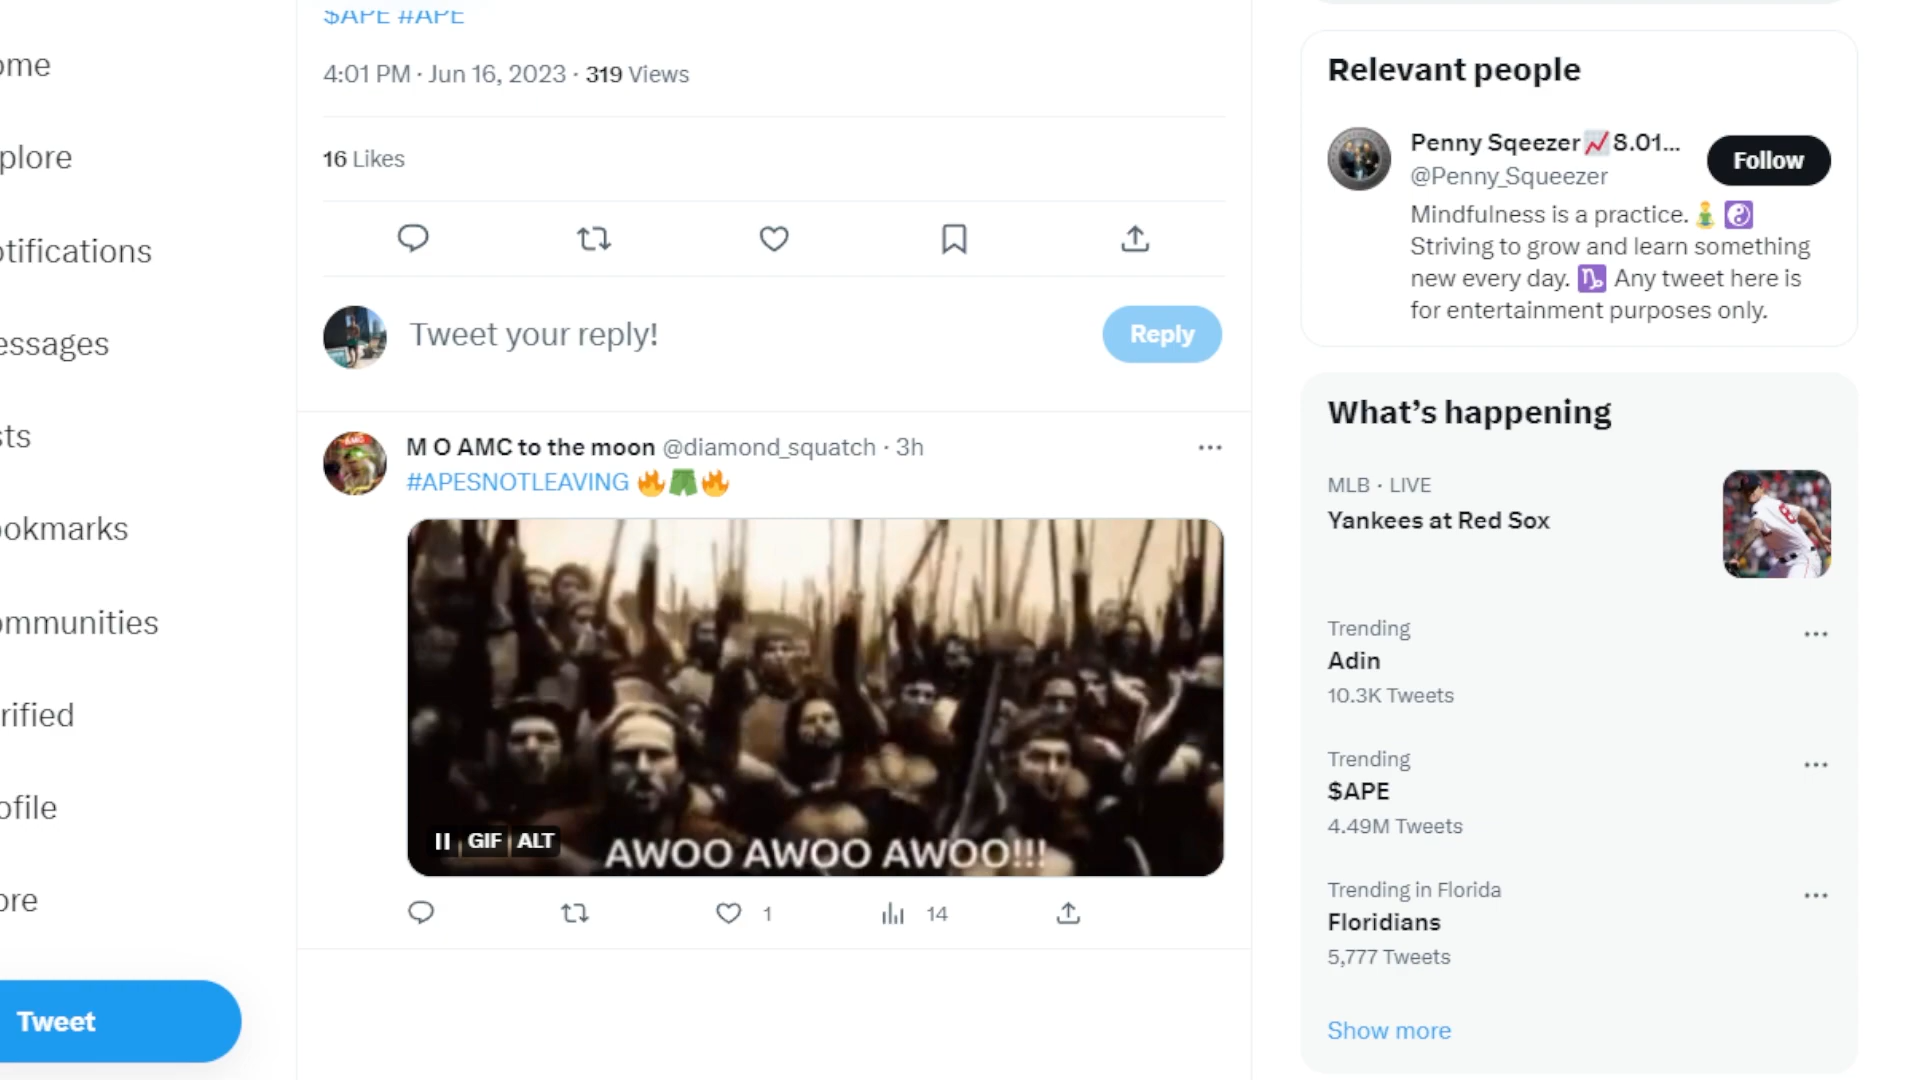 $APE #APE
4:01 PM · Jun 16, 2023 · 319 Views
16 Likes
Tweet your reply!
Reply
M O AMC to the moon @diamond_squatch · 3h
#APESNOTLEAVING 🔥🩳🔥
GIF ALT
AWOO AWOO AWOO!!!
1
14
ome
plore
otifications
essages
sts
ookmarks
ommunities
rified
ofile
ore
Tweet
Relevant people
Penny Sqeezer📈8.01...
@Penny_Squeezer
Follow
Mindfulness is a practice. 🧘 ☯️
Striving to grow and learn something
new every day. ♑ Any tweet here is
for entertainment purposes only.
What's happening
MLB · LIVE
Yankees at Red Sox
Trending
Adin
10.3K Tweets
Trending
$APE
4.49M Tweets
Trending in Florida
Floridians
5,777 Tweets
Show more